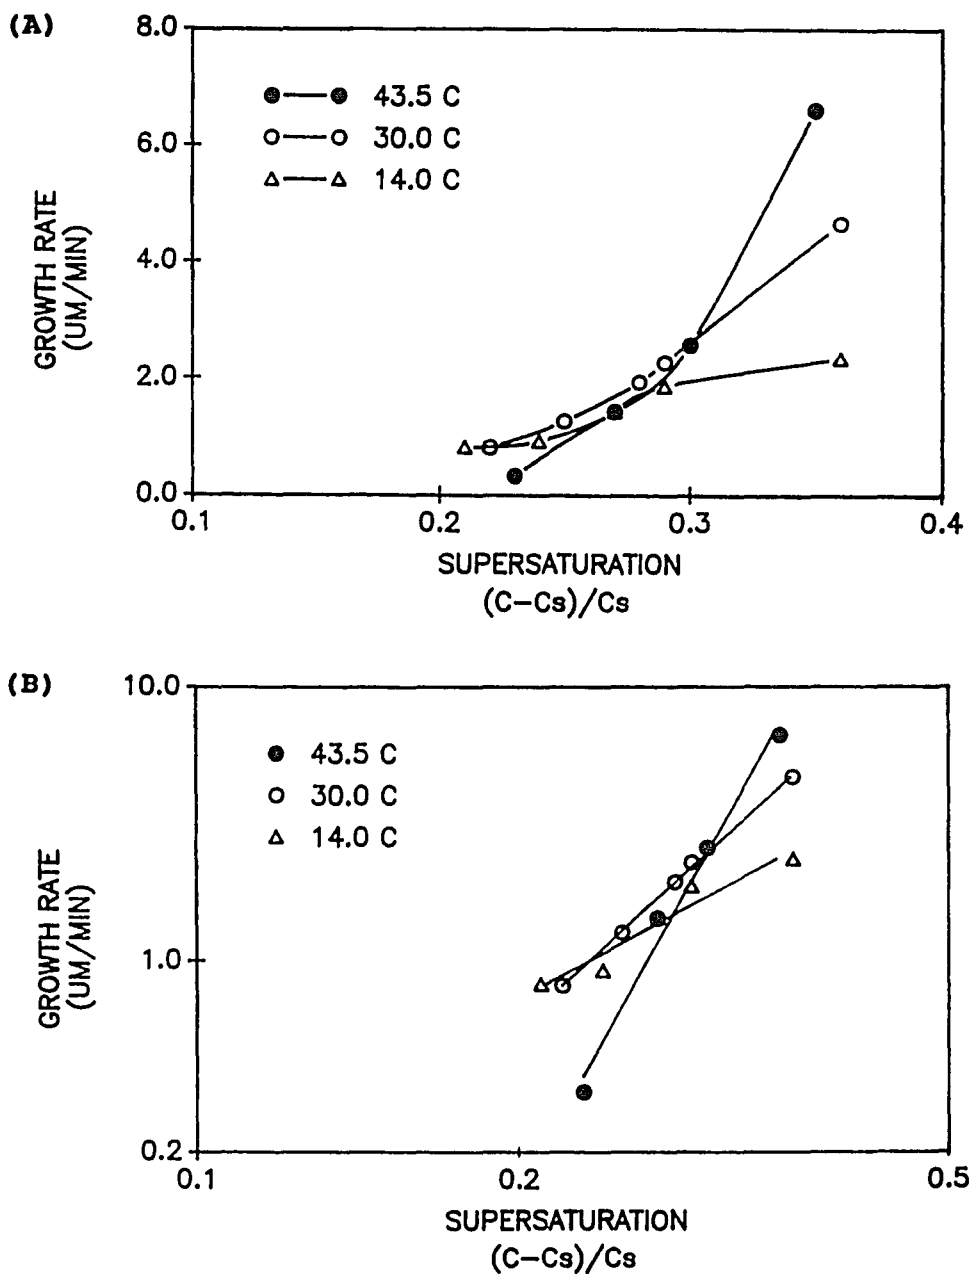 (A)
8.0
6.0
4.0
2.0
0.0
GROWTH RATE
(UM/MIN)
43.5 C
30.0 C
14.0 C
0.1
0.2
0.3
0.4
SUPERSATURATION
(C-Cs)/Cs
(B)
10.0
1.0
0.2
GROWTH RATE
(UM/MIN)
43.5 C
30.0 C
14.0 C
0.1
0.2
0.5
SUPERSATURATION
(C-Cs)/Cs